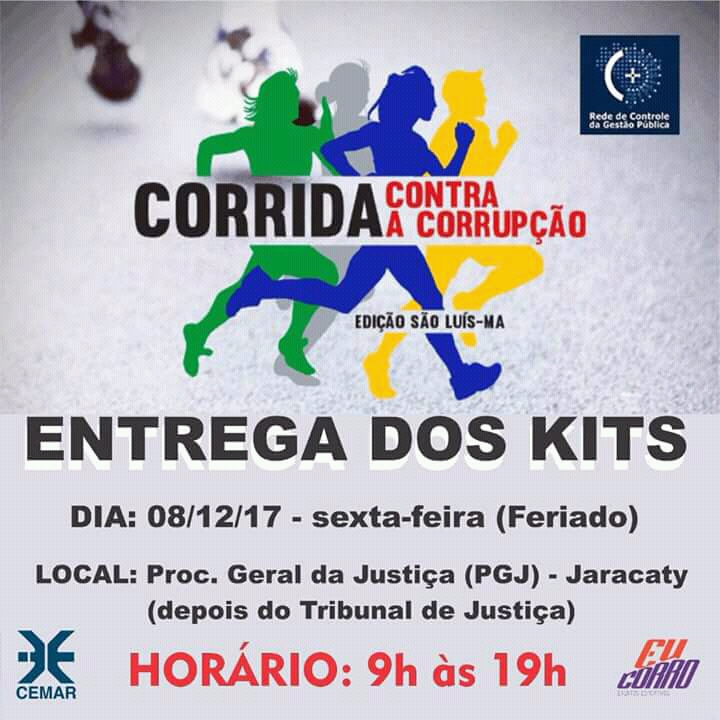 Rede de Controle
da Gestão Pública
CORRIDA CONTRA
A CORRUPÇÃO
EDIÇÃO SÃO LUÍS-MA
ENTREGA DOS KITS
DIA: 08/12/17 - sexta-feira (Feriado)
LOCAL: Proc. Geral da Justiça (PGJ) - Jaracaty
(depois do Tribunal de Justiça)
HORÁRIO: 9h às 19h
CEMAR
EU
CORRO